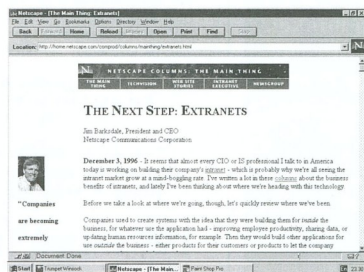 Netscape - [The Main Thing: Extranets]
File Edit View Go Bookmarks Options Directory Window Help
Back Forward Home Reload Images Open Print Find Stop
Location: http://home.netscape.com/comprod/columns/mainthing/extranets.html
N
NETSCAPE COLUMNS: THE MAIN THING
THE MAIN THING TECHVISION WEB SITE STORIES INTRANET EXECUTIVE NEWSGROUP
THE NEXT STEP: EXTRANETS
Jim Barksdale, President and CEO
Netscape Communications Corporation
December 3, 1996 - It seems that almost every CIO or IS professional I talk to in America
today is working on building their company's intranet - which is probably why we're all seeing the
intranet market grow at a mind-boggling rate. I've written a lot in these columns about the business
benefits of intranets, and lately I've been thinking about where we're heading with this technology.
"Companies
are becoming
extremely
Before we take a look at where we're going, though, let's quickly review where we've been.
Companies used to create systems with the idea that they were building them for inside the
business, for whatever use the application had - improving employee productivity, sharing data, or
updating human resources information, for example. Then they would build other applications for
use outside the business - either products for their customers or products to let the company
Document Done
Start Trumpet Winsock Netscape - [The Main... Paint Shop Pro